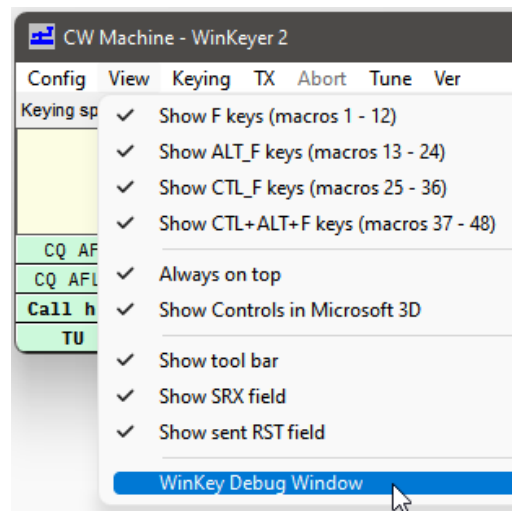 CW Machine - WinKeyer 2
Config View Keying TX Abort Tune Ver
Keying sp
Show F keys (macros 1 - 12)
Show ALT_F keys (macros 13 - 24)
Show CTL_F keys (macros 25 - 36)
Show CTL+ALT+F keys (macros 37 - 48)
CQ AF
Always on top
CQ AFL
Call h
Show Controls in Microsoft 3D
TU
Show tool bar
Show SRX field
Show sent RST field
WinKey Debug Window